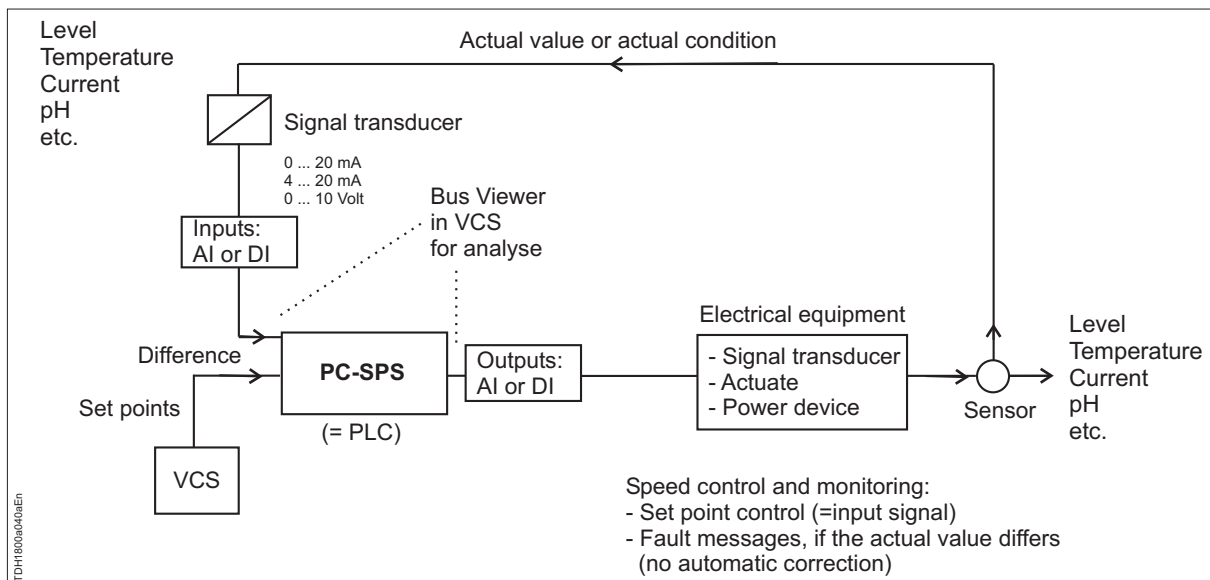 Level
Temperature
Current
pH
etc.
Actual value or actual condition
Signal transducer
0 ... 20 mA
4 ... 20 mA
0 ... 10 Volt
Inputs:
AI or DI
Bus Viewer
in VCS
for analyse
Difference
Set points
VCS
PC-SPS
(= PLC)
Outputs:
AI or DI
Electrical equipment
- Signal transducer
- Actuate
- Power device
Sensor
Level
Temperature
Current
pH
etc.
Speed control and monitoring:
- Set point control (=input signal)
- Fault messages, if the actual value differs
(no automatic correction)
TDH1800a040aEn